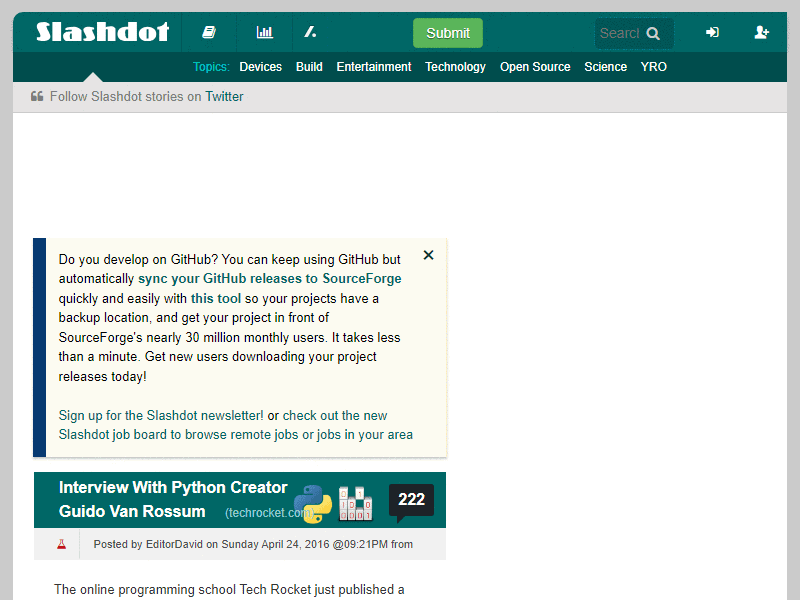 Slashdot
Submit
Search
Topics: Devices Build Entertainment Technology Open Source Science YRO
Follow Slashdot stories on Twitter
Do you develop on GitHub? You can keep using GitHub but
automatically sync your GitHub releases to SourceForge
quickly and easily with this tool so your projects have a
backup location, and get your project in front of
SourceForge's nearly 30 million monthly users. It takes less
than a minute. Get new users downloading your project
releases today!
Sign up for the Slashdot newsletter! or check out the new
Slashdot job board to browse remote jobs or jobs in your area
Interview With Python Creator
Guido Van Rossum (techrocket.com)
222
Posted by EditorDavid on Sunday April 24, 2016 @09:21PM from
The online programming school Tech Rocket just published a